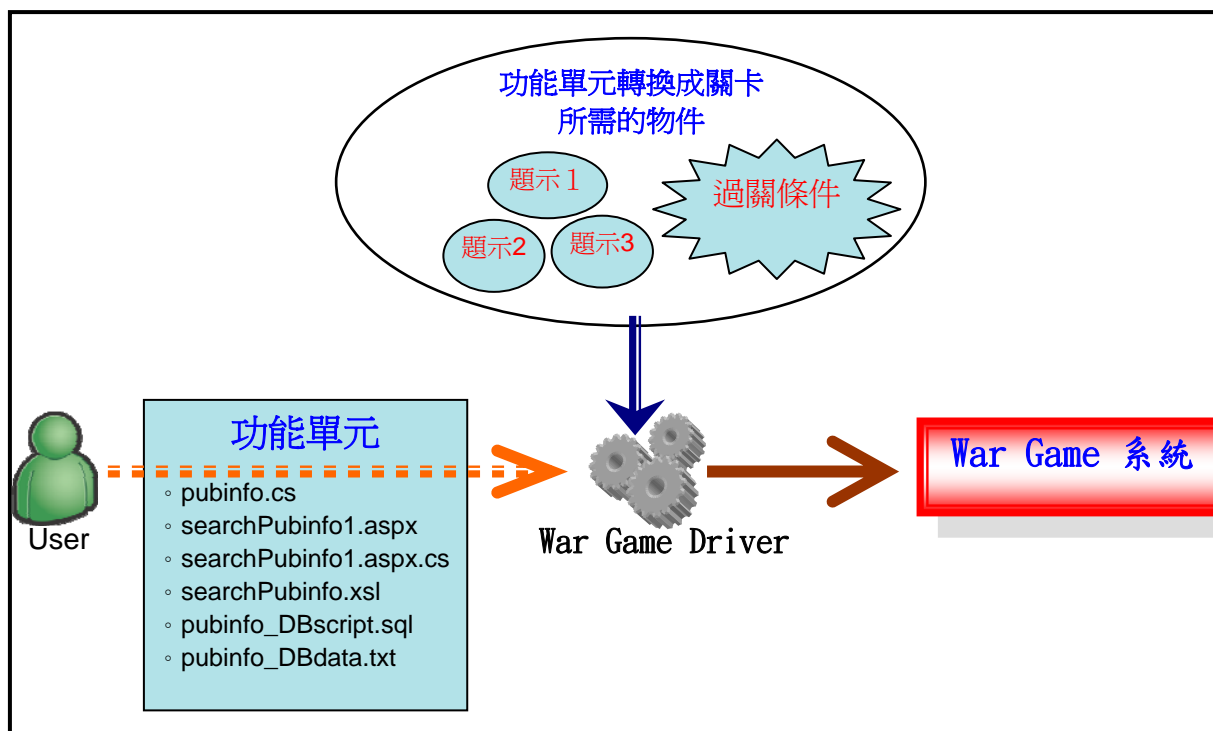 功能單元轉換成關卡
所需的物件
題示１
過關條件
題示2
題示3
功能單元
War Game 系統
◦ pubinfo.cs
◦ searchPubinfo1.aspx
◦ searchPubinfo1.aspx.cs
◦ searchPubinfo.xsl
◦ pubinfo_DBscript.sql
◦ pubinfo_DBdata.txt
User
War Game Driver